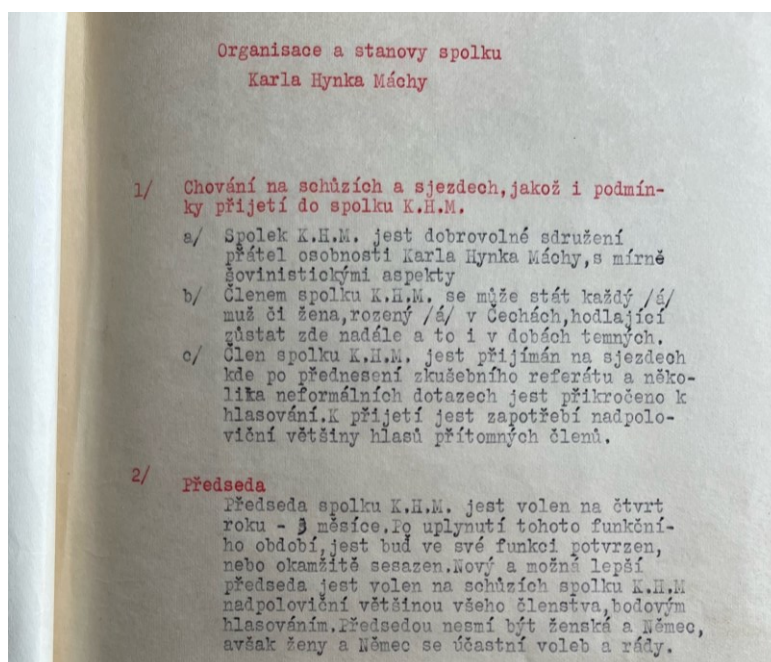 Organisace a stanovy spolku
Karla Hynka Máchy
1/ Chování na schůzích a sjezdech,jakož i podmín-
ky přijetí do spolku K.H.M.
a/ Spolek K.H.M. jest dobrovolné sdružení
přátel osobnosti Karla Hynka Máchy,s mírně
šovinistickými aspekty
b/ Členem spolku K.H.M. se může stát každý /á/
muž či žena,rozený /á/ v Čechách,hodlající
zůstat zde nadále a to i v dobách temných.
c/ Člen spolku K.H.M. jest přijímán na sjezdech
kde po přednesení zkušebního referátu a něko-
lika neformálních dotazech jest přikročeno k
hlasování.K přijetí jest zapotřebí nadpolo-
viční většiny hlasů přítomných členů.
2/ Předseda
Předseda spolku K.H.M. jest volen na čtvrt
roku - 3 měsíce.Po uplynutí tohoto funkční-
ho období,jest buď ve své funkci potvrzen,
nebo okamžitě sesazen.Nový a možná lepší
předseda jest volen na schůzích spolku K.H.M
nadpoloviční většinou všeho členstva,bodovým
hlasováním.Předsedou nesmí být ženská a Němec,
avšak ženy a Němec se účastní voleb a rády.